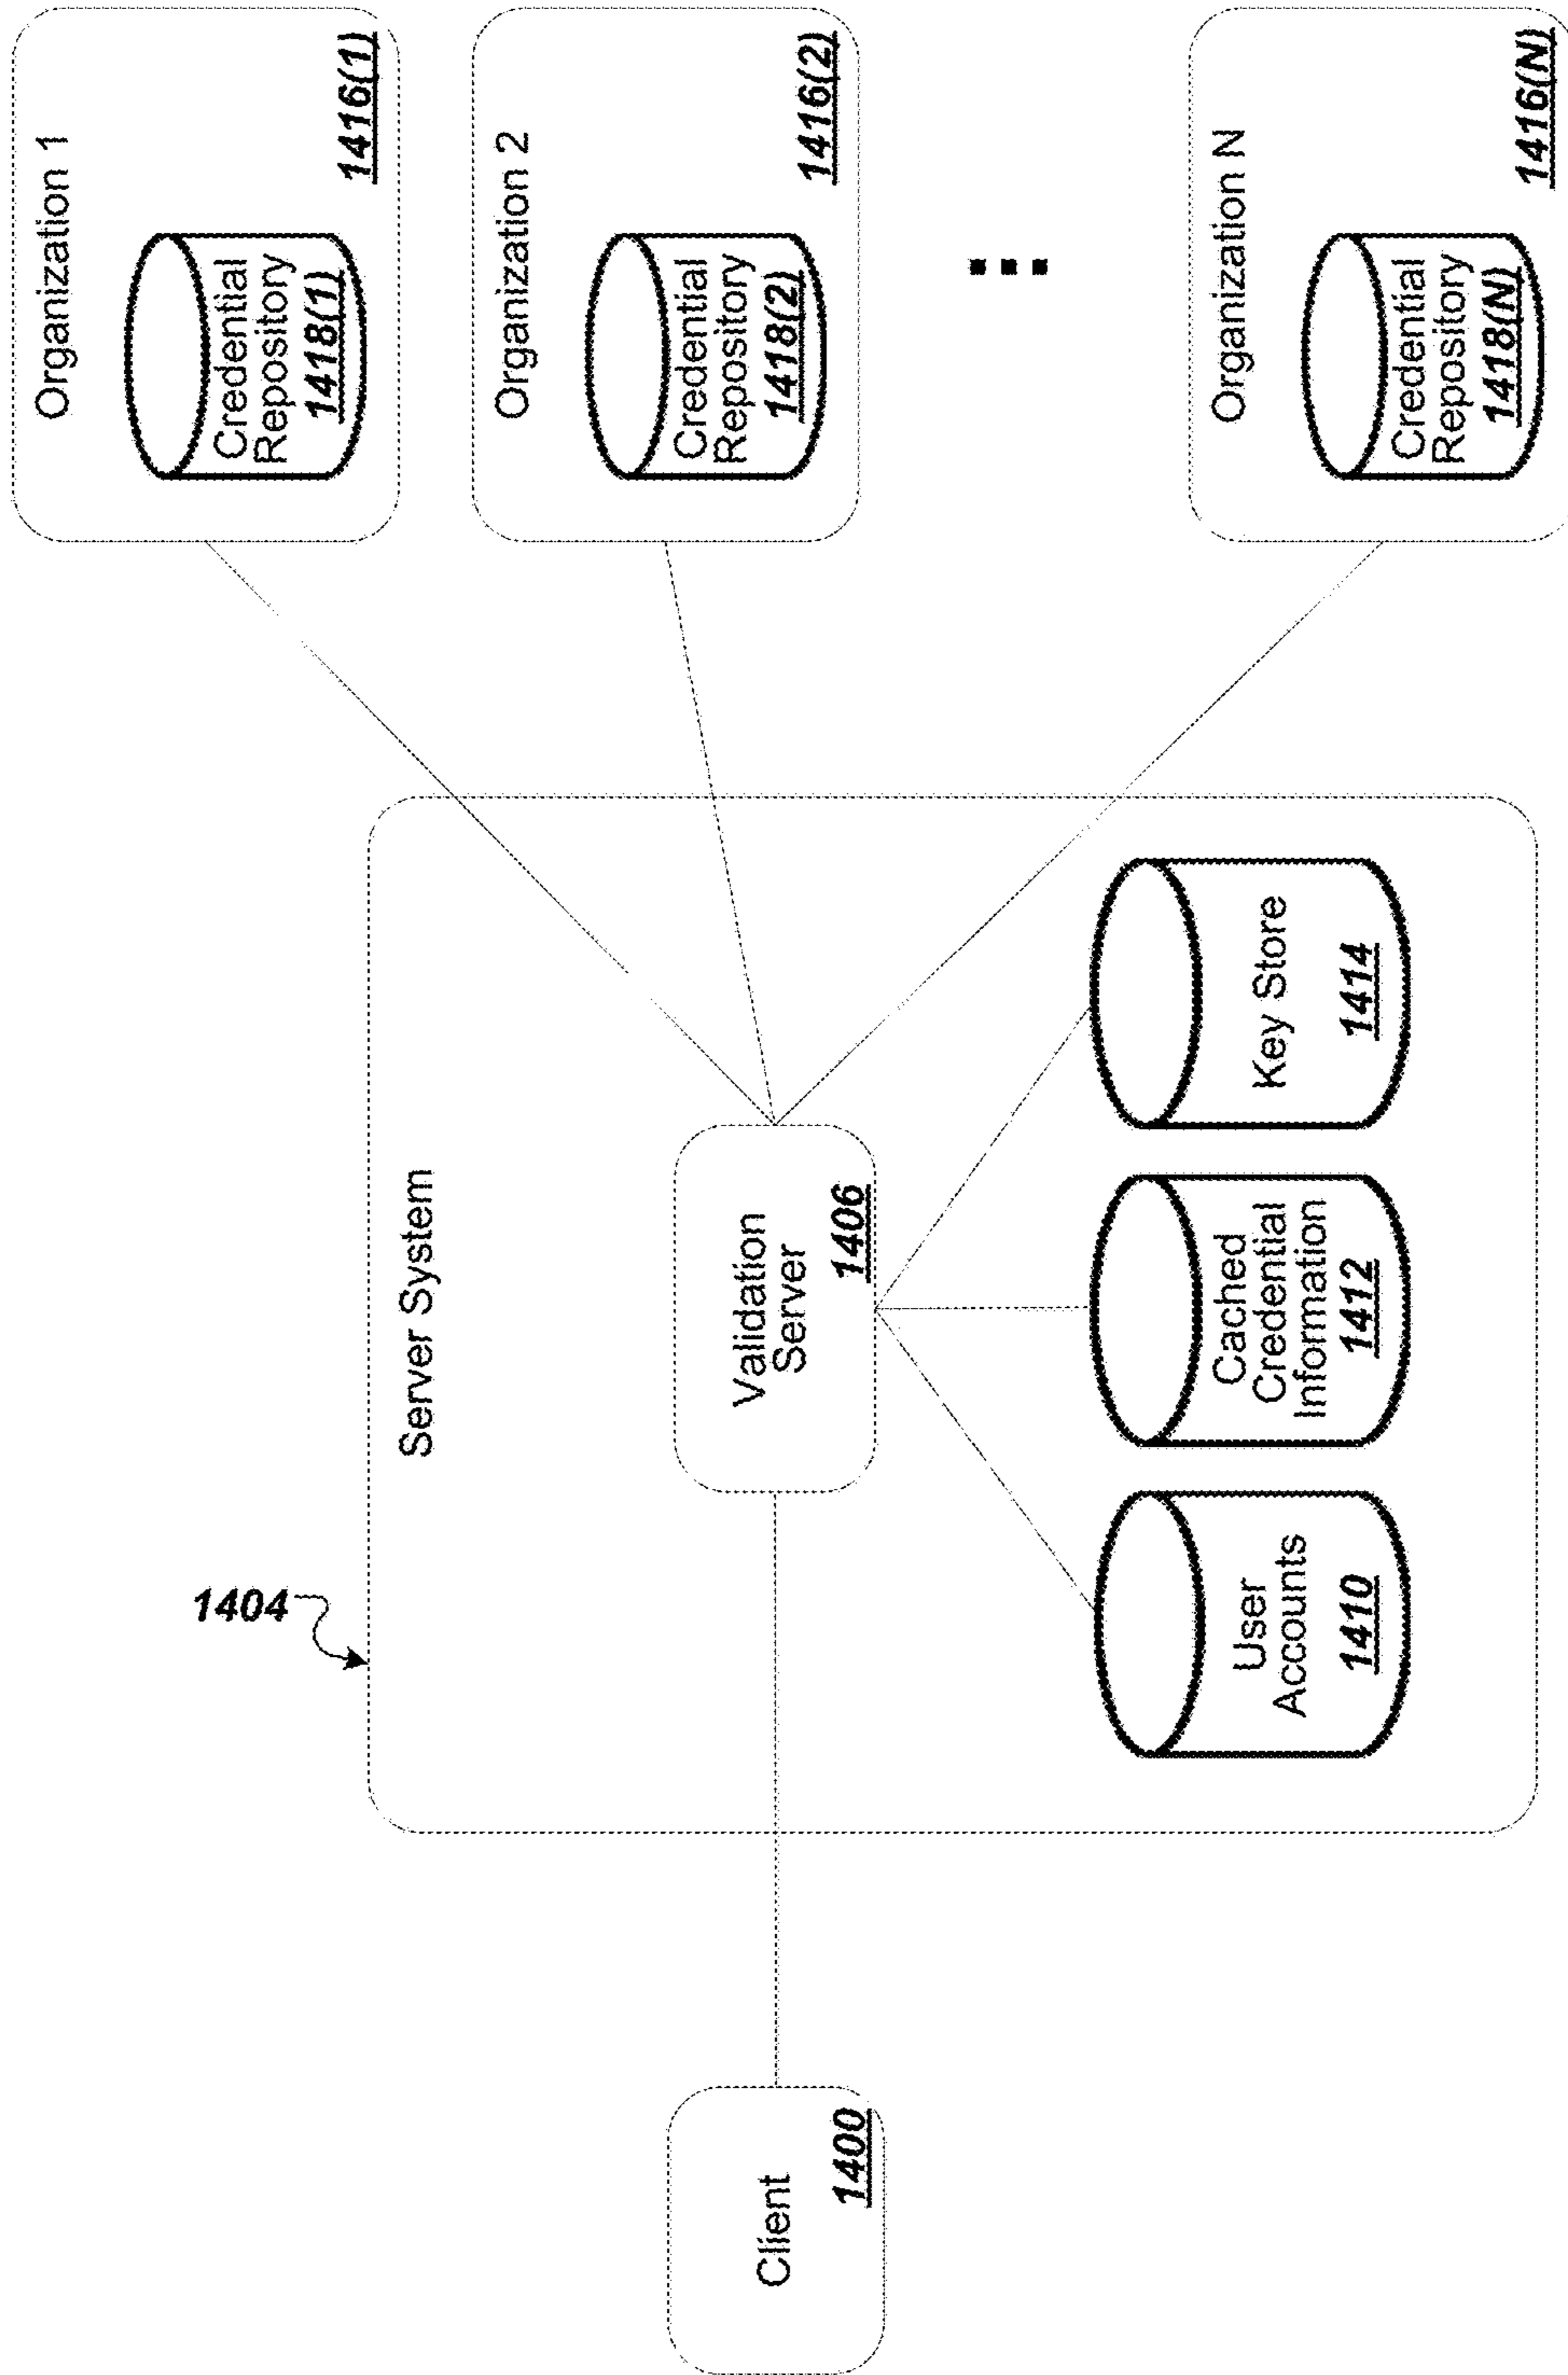 Client
1400
1404
Server System
Validation
Server
1406
User
Accounts
1410
Cached
Credential
Information
1412
Key Store
1414
Organization 1
Credential
Repository
1418(1)
1416(1)
Organization 2
Credential
Repository
1418(2)
1416(2)
Organization N
Credential
Repository
1418(N)
1416(N)